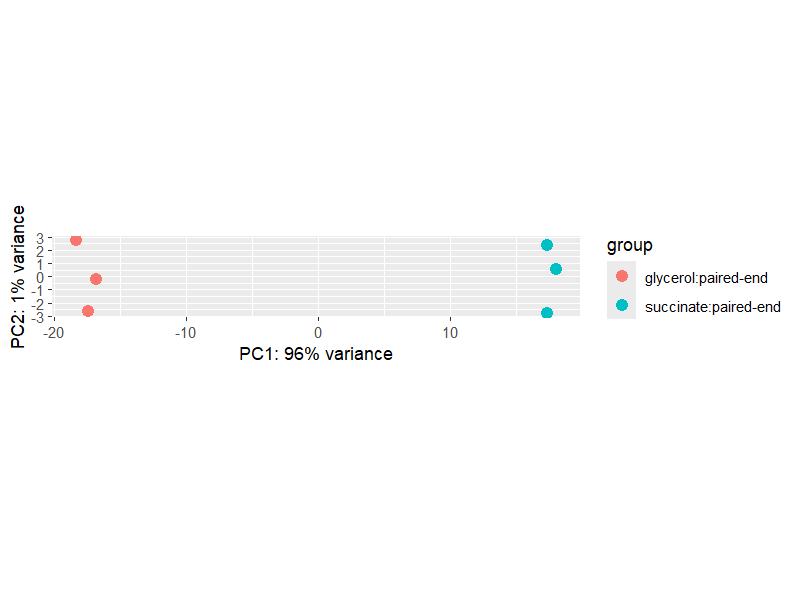 PC2: 1% variance
3
2
1
0
-1
-2
-3
-20
-10
0
10
PC1: 96% variance
group
glycerol:paired-end
succinate:paired-end